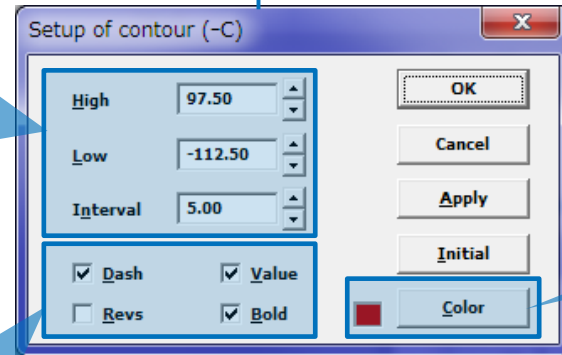 Setup of contour (-C)
X
High 97.50
Low -112.50
Interval 5.00
Dash Value
Revs Bold
OK
Cancel
Apply
Initial
Color